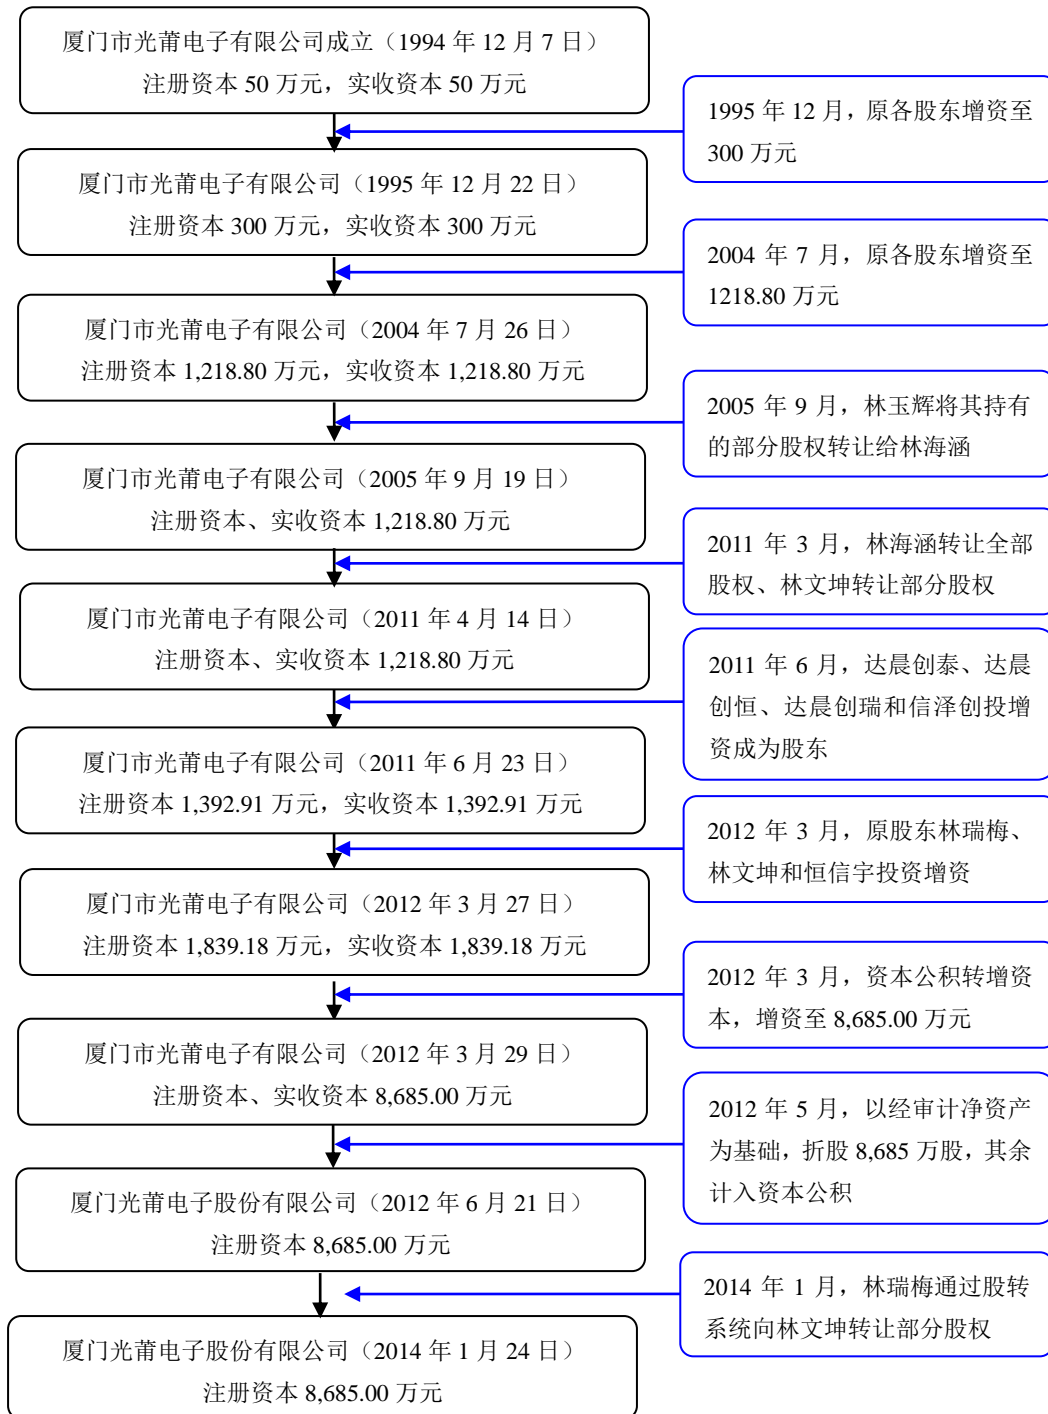 厦门市光莆电子有限公司成立（1994 年 12 月 7 日）
注册资本 50 万元，实收资本 50 万元
1995 年 12 月，原各股东增资至
300 万元
厦门市光莆电子有限公司（1995 年 12 月 22 日）
注册资本 300 万元，实收资本 300 万元
2004 年 7 月，原各股东增资至
1218.80 万元
厦门市光莆电子有限公司（2004 年 7 月 26 日）
注册资本 1,218.80 万元，实收资本 1,218.80 万元
2005 年 9 月，林玉辉将其持有
的部分股权转让给林海涵
厦门市光莆电子有限公司（2005 年 9 月 19 日）
注册资本、实收资本 1,218.80 万元
2011 年 3 月，林海涵转让全部
股权、林文坤转让部分股权
厦门市光莆电子有限公司（2011 年 4 月 14 日）
注册资本、实收资本 1,218.80 万元
2011 年 6 月，达晨创泰、达晨
创恒、达晨创瑞和信泽创投增
资成为股东
厦门市光莆电子有限公司（2011 年 6 月 23 日）
注册资本 1,392.91 万元，实收资本 1,392.91 万元
2012 年 3 月，原股东林瑞梅、
林文坤和恒信宇投资增资
厦门市光莆电子有限公司（2012 年 3 月 27 日）
注册资本 1,839.18 万元，实收资本 1,839.18 万元
2012 年 3 月，资本公积转增资
本，增资至 8,685.00 万元
厦门市光莆电子有限公司（2012 年 3 月 29 日）
注册资本、实收资本 8,685.00 万元
2012 年 5 月，以经审计净资产
为基础，折股 8,685 万股，其余
计入资本公积
厦门光莆电子股份有限公司（2012 年 6 月 21 日）
注册资本 8,685.00 万元
2014 年 1 月，林瑞梅通过股转
系统向林文坤转让部分股权
厦门光莆电子股份有限公司（2014 年 1 月 24 日）
注册资本 8,685.00 万元